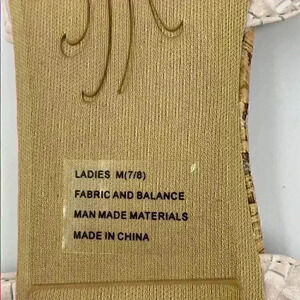 LADIES M(7/8)
FABRIC AND BALANCE
MAN MADE MATERIALS
MADE IN CHINA